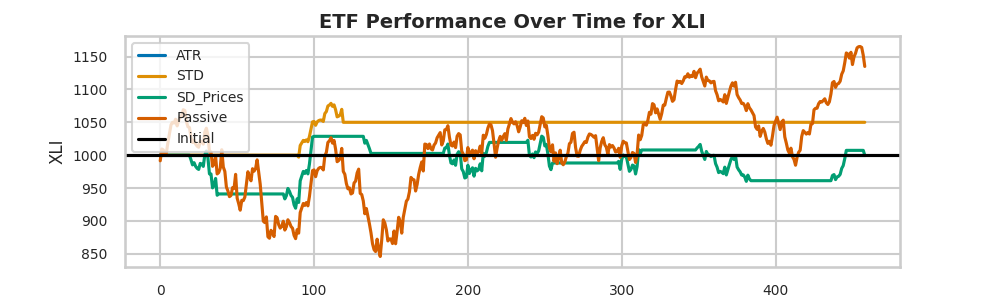 ETF Performance Over Time for XLI
XLI
1150
1100
1050
1000
950
900
850
ATR
STD
SD_Prices
Passive
Initial
0
100
200
300
400